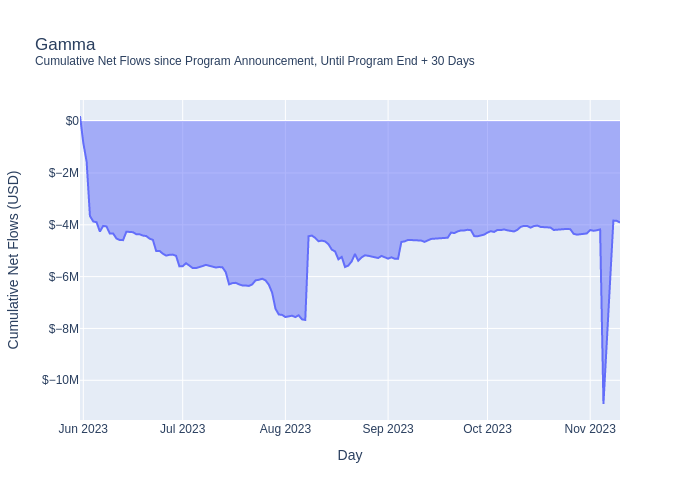 Gamma
Cumulative Net Flows since Program Announcement, Until Program End + 30 Days
Cumulative Net Flows (USD)
$0
$−2M
$−4M
$−6M
$−8M
$−10M
Jun 2023
Jul 2023
Aug 2023
Sep 2023
Oct 2023
Nov 2023
Day